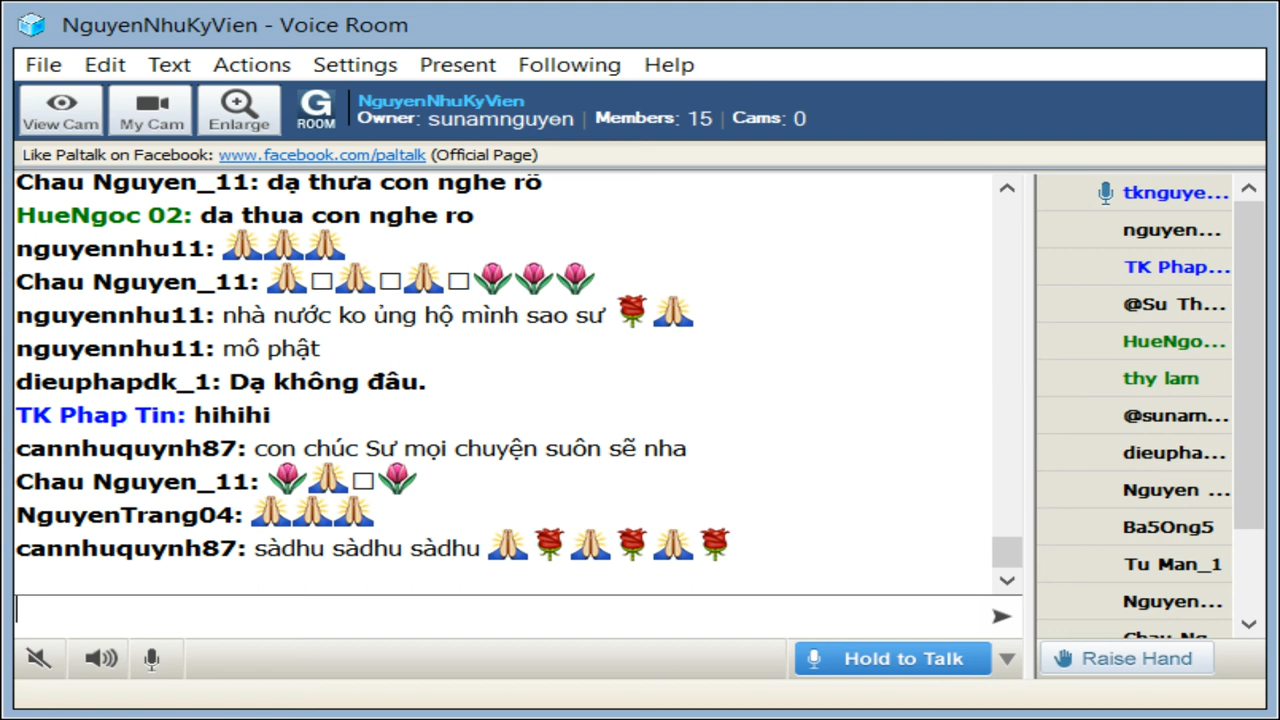 NguyenNhuKyVien - Voice Room
File Edit Text Actions Settings Present Following Help
View Cam My Cam Enlarge G ROOM
NguyenNhuKyVien
Owner: sunamnguyen | Members: 15 | Cams: 0
Like Paltalk on Facebook: www.facebook.com/paltalk (Official Page)
Chau Nguyen_11: dạ thưa con nghe rõ
HueNgoc 02: da thua con nghe ro
nguyennhu11: 🙏🙏🙏
Chau Nguyen_11: 🙏□🙏□🙏□🌷🌷🌷
nguyennhu11: nhà nước ko ủng hộ mình sao sư 🌹🙏
nguyennhu11: mô phật
dieuphapdk_1: Dạ không đâu.
TK Phap Tin: hihihi
cannhuquynh87: con chúc Sư mọi chuyện suôn sẽ nha
Chau Nguyen_11: 🌷🙏□🌷
NguyenTrang04: 🙏🙏🙏
cannhuquynh87: sàdhu sàdhu sàdhu 🙏🌹🙏🌹🙏🌹
tknguye...
nguyen...
TK Phap...
@Su Th...
HueNgo...
thy lam
@sunam...
dieupha...
Nguyen ...
Ba5Ong5
Tu Man_1
Nguyen...
Hold to Talk
Raise Hand